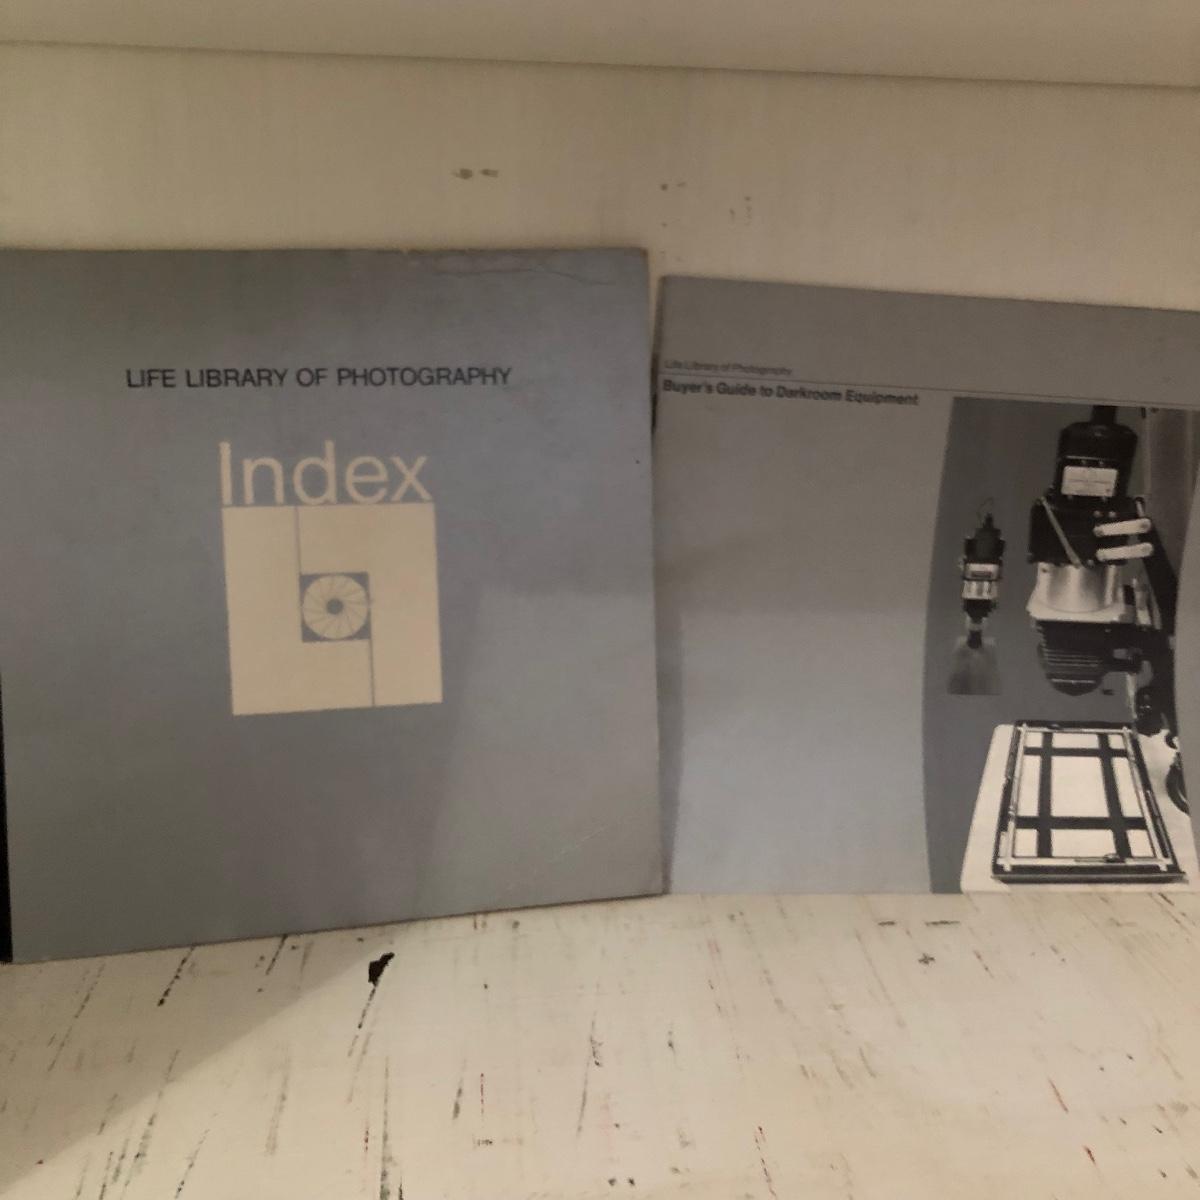 LIFE LIBRARY OF PHOTOGRAPHY
Index
Life Library of Photography
Buyer's Guide to Darkroom Equipment